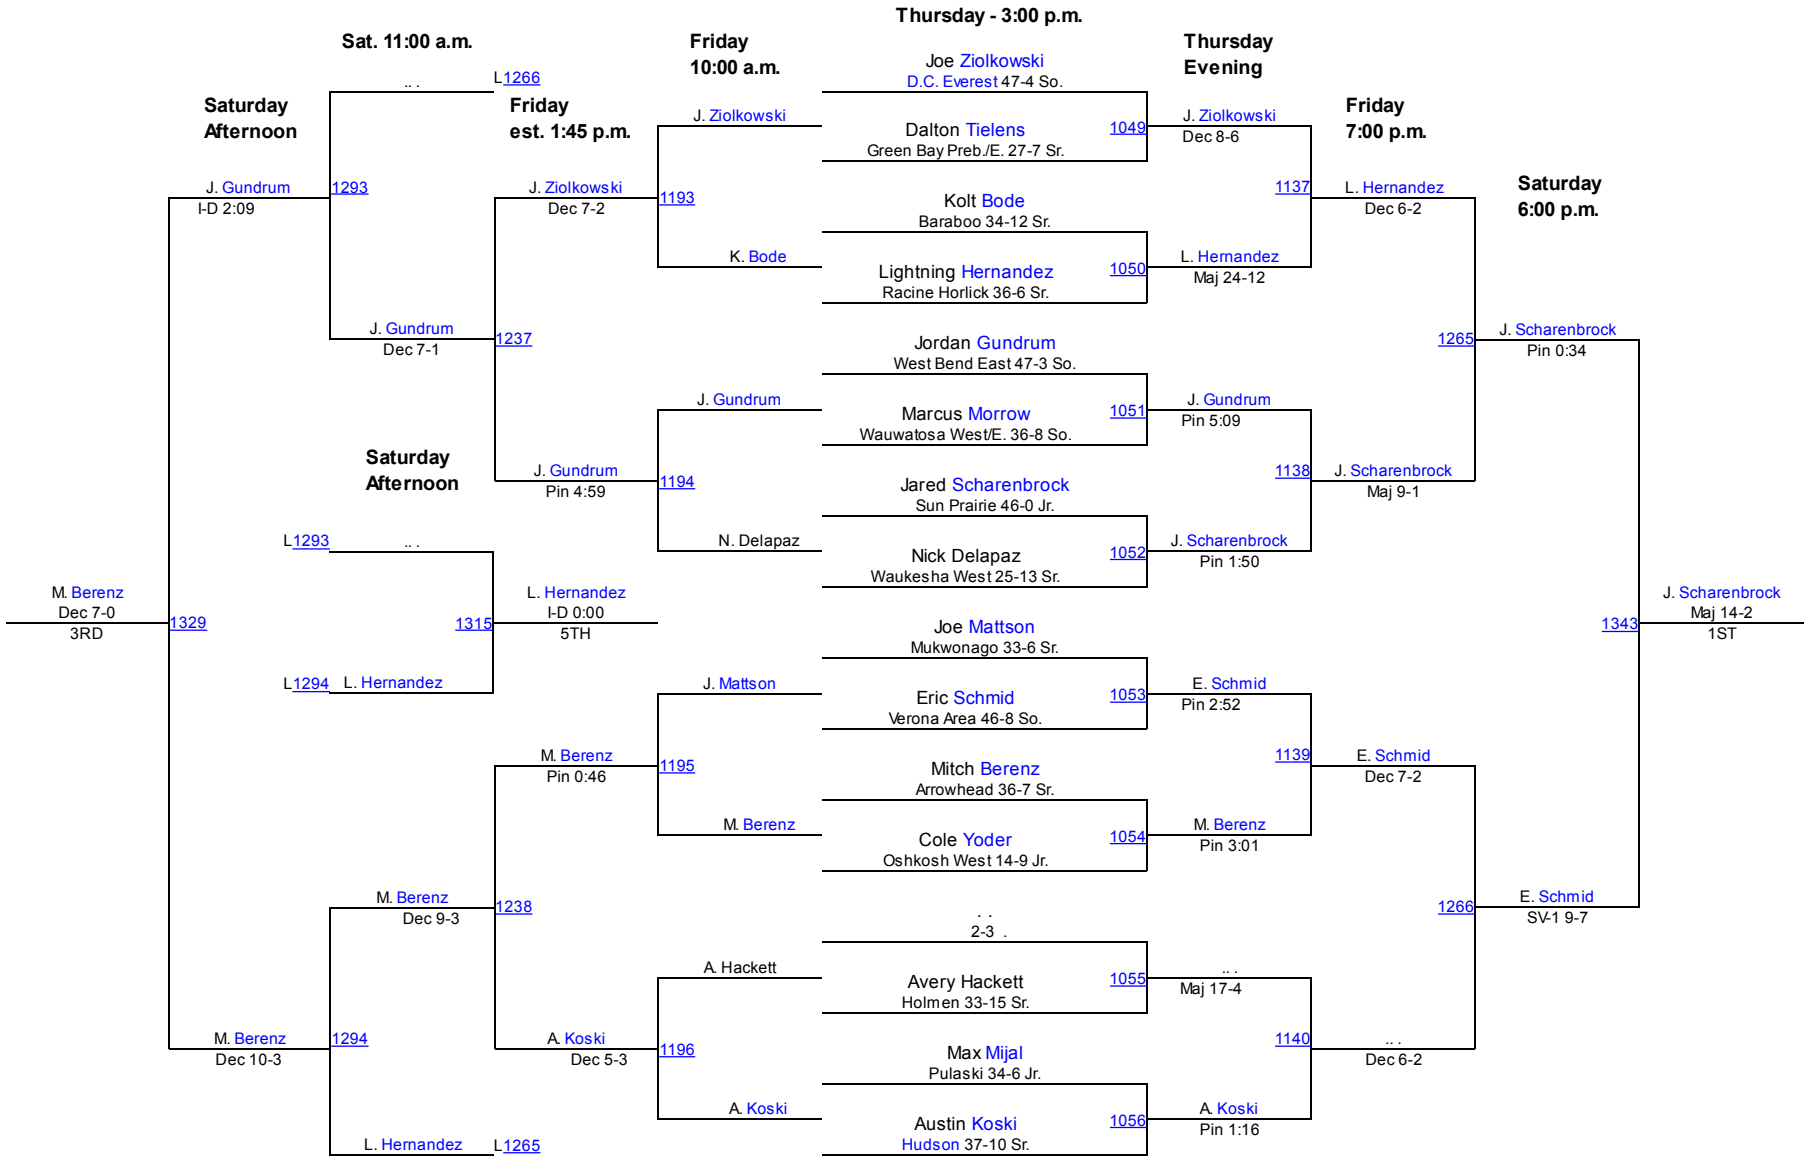 Thursday - 3:00 p.m.
Sat. 11:00 a.m.
Friday
10:00 a.m.
Thursday
Evening
Saturday
Afternoon
Friday
est. 1:45 p.m.
Friday
7:00 p.m.
Saturday
6:00 p.m.
Saturday
Afternoon
Joe Ziolkowski
D.C. Everest 47-4 So.
Dalton Tielens
Green Bay Preb./E. 27-7 Sr.
1049
Kolt Bode
Baraboo 34-12 Sr.
Lightning Hernandez
Racine Horlick 36-6 Sr.
1050
Jordan Gundrum
West Bend East 47-3 So.
Marcus Morrow
Wauwatosa West/E. 36-8 So.
1051
Jared Scharenbrock
Sun Prairie 46-0 Jr.
Nick Delapaz
Waukesha West 25-13 Sr.
1052
Joe Mattson
Mukwonago 33-6 Sr.
Eric Schmid
Verona Area 46-8 So.
1053
Mitch Berenz
Arrowhead 36-7 Sr.
Cole Yoder
Oshkosh West 14-9 Jr.
1054
. .
2-3 .
Avery Hackett
Holmen 33-15 Sr.
1055
Max Mijal
Pulaski 34-6 Jr.
Austin Koski
Hudson 37-10 Sr.
1056
J. Ziolkowski
Dec 8-6
1137
L. Hernandez
Maj 24-12
J. Gundrum
Pin 5:09
1138
J. Scharenbrock
Pin 1:50
E. Schmid
Pin 2:52
1139
M. Berenz
Pin 3:01
.. .
Maj 17-4
1140
A. Koski
Pin 1:16
L. Hernandez
Dec 6-2
1265
J. Scharenbrock
Maj 9-1
E. Schmid
Dec 7-2
1266
.. .
Dec 6-2
J. Scharenbrock
Pin 0:34
1343
E. Schmid
SV-1 9-7
J. Scharenbrock
Maj 14-2
1ST
J. Ziolkowski
1193
K. Bode
J. Gundrum
1194
N. Delapaz
J. Mattson
1195
M. Berenz
A. Hackett
1196
A. Koski
J. Ziolkowski
Dec 7-2
1237
J. Gundrum
Pin 4:59
M. Berenz
Pin 0:46
1238
A. Koski
Dec 5-3
.. .
L1266
1293
J. Gundrum
Dec 7-1
M. Berenz
Dec 9-3
1294
L. Hernandez
L1265
J. Gundrum
I-D 2:09
1329
M. Berenz
Dec 10-3
M. Berenz
Dec 7-0
3RD
L1293
.. .
1315
L1294
L. Hernandez
L. Hernandez
I-D 0:00
5TH